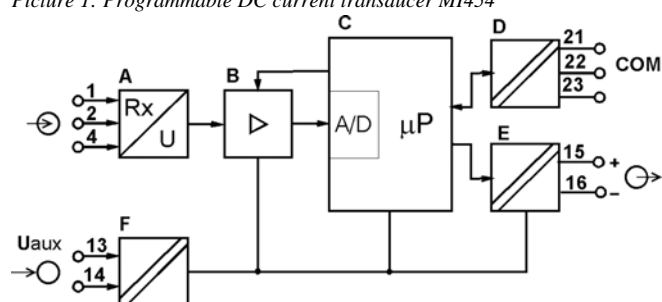 Picture 1: Programmable DC current transducer MI454
A
B
C
D
E
F
1
2
4
Rx
U
A/D
µP
21
22
23
COM
15
+
16
−
Uaux
13
14